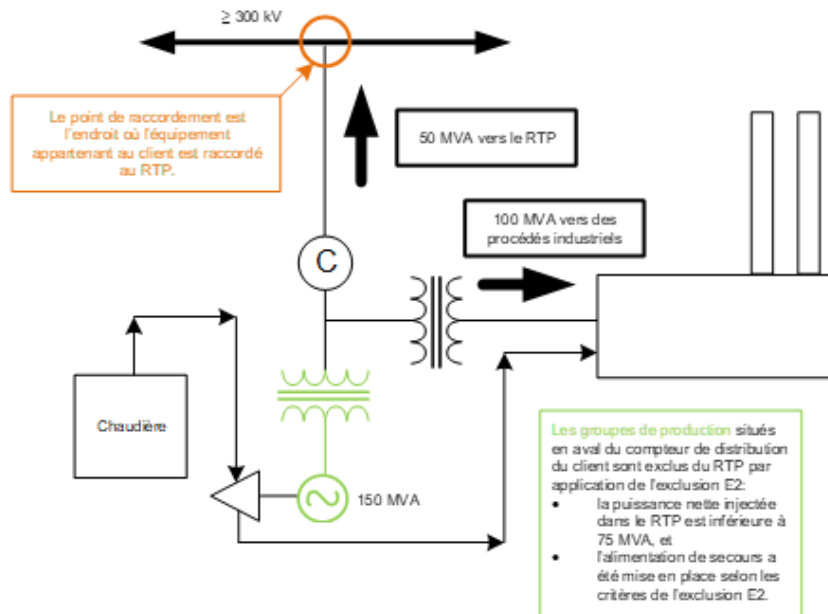 ≥ 300 kV
Le point de raccordement est
l'endroit où l'équipement
appartenant au client est raccordé
au RTP.
50 MVA vers le RTP
100 MVA vers des
procédés industriels
C
Chaudière
150 MVA
Les groupes de production situés
en aval du compteur de distribution
du client sont exclus du RTP par
application de l'exclusion E2:
• la puissance nette injectée
dans le RTP est inférieure à
75 MVA, et
• l'alimentation de secours a
été mise en place selon les
critères de l'exclusion E2.